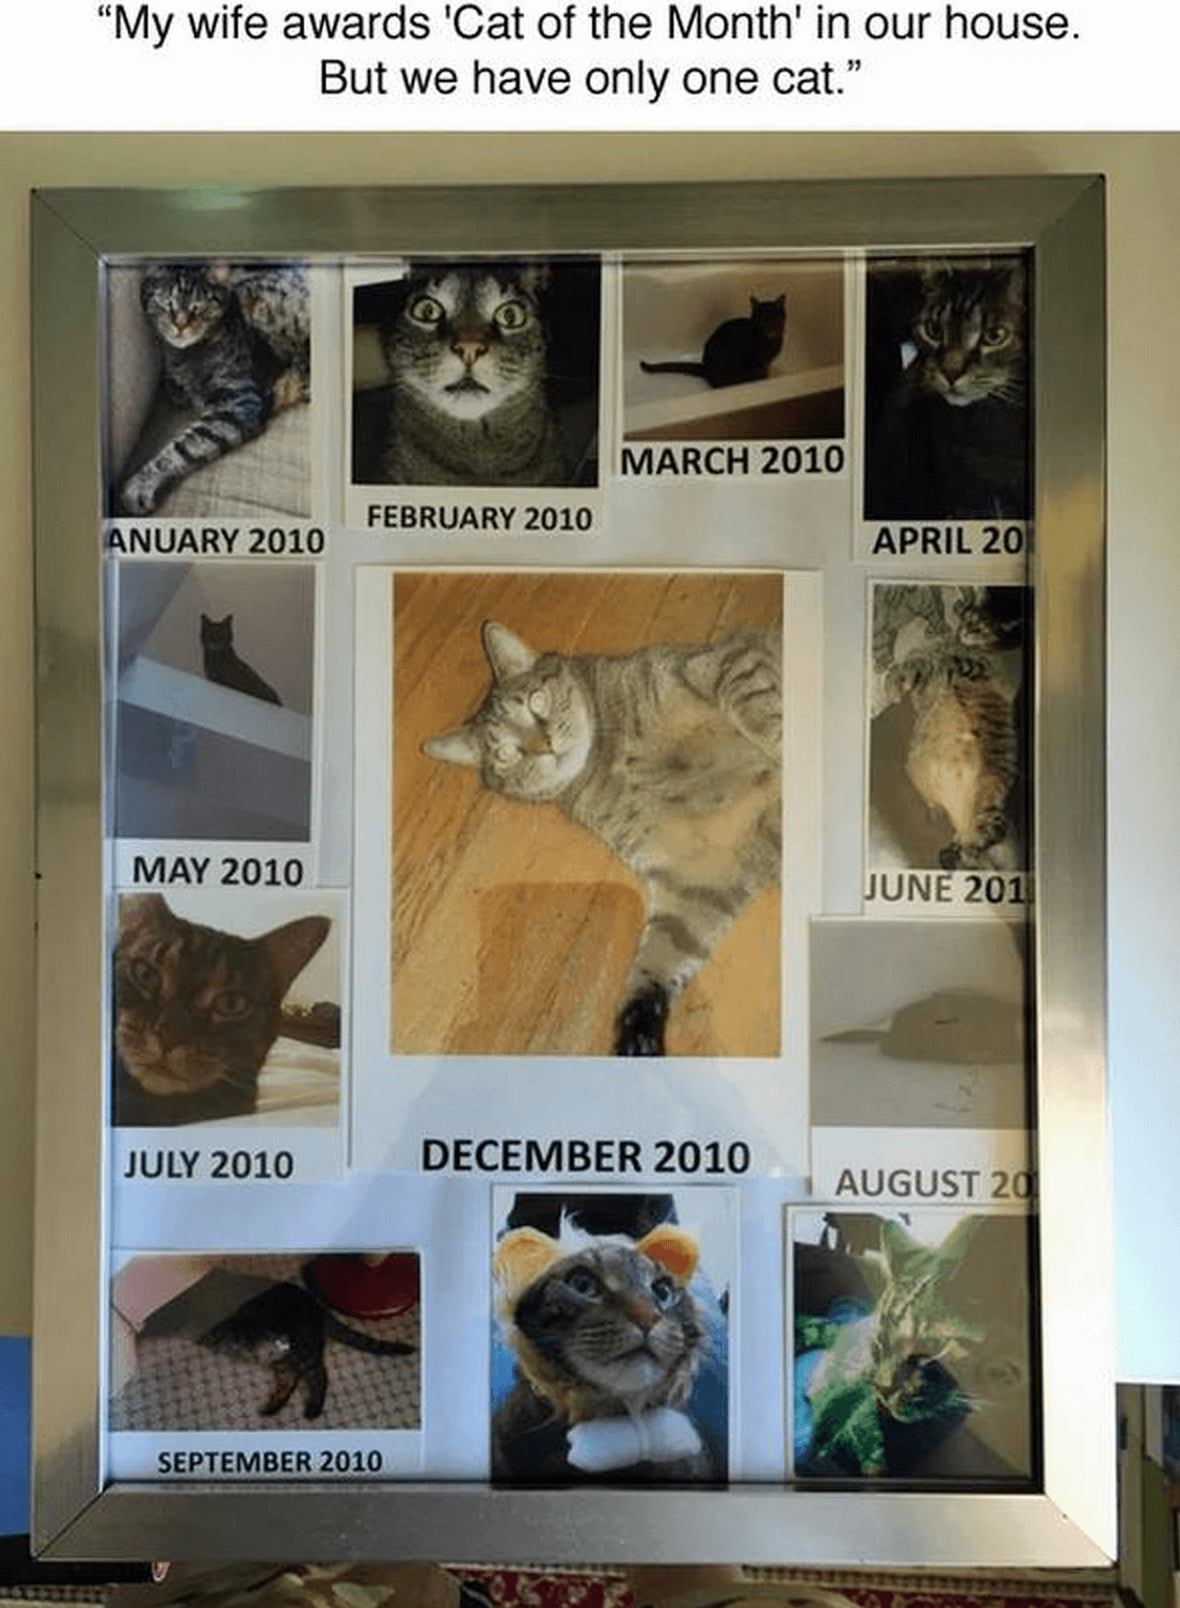 “My wife awards 'Cat of the Month' in our house.
But we have only one cat.”
ANUARY 2010
FEBRUARY 2010
MARCH 2010
APRIL 20
MAY 2010
JUNE 201
JULY 2010
DECEMBER 2010
AUGUST 20
SEPTEMBER 2010